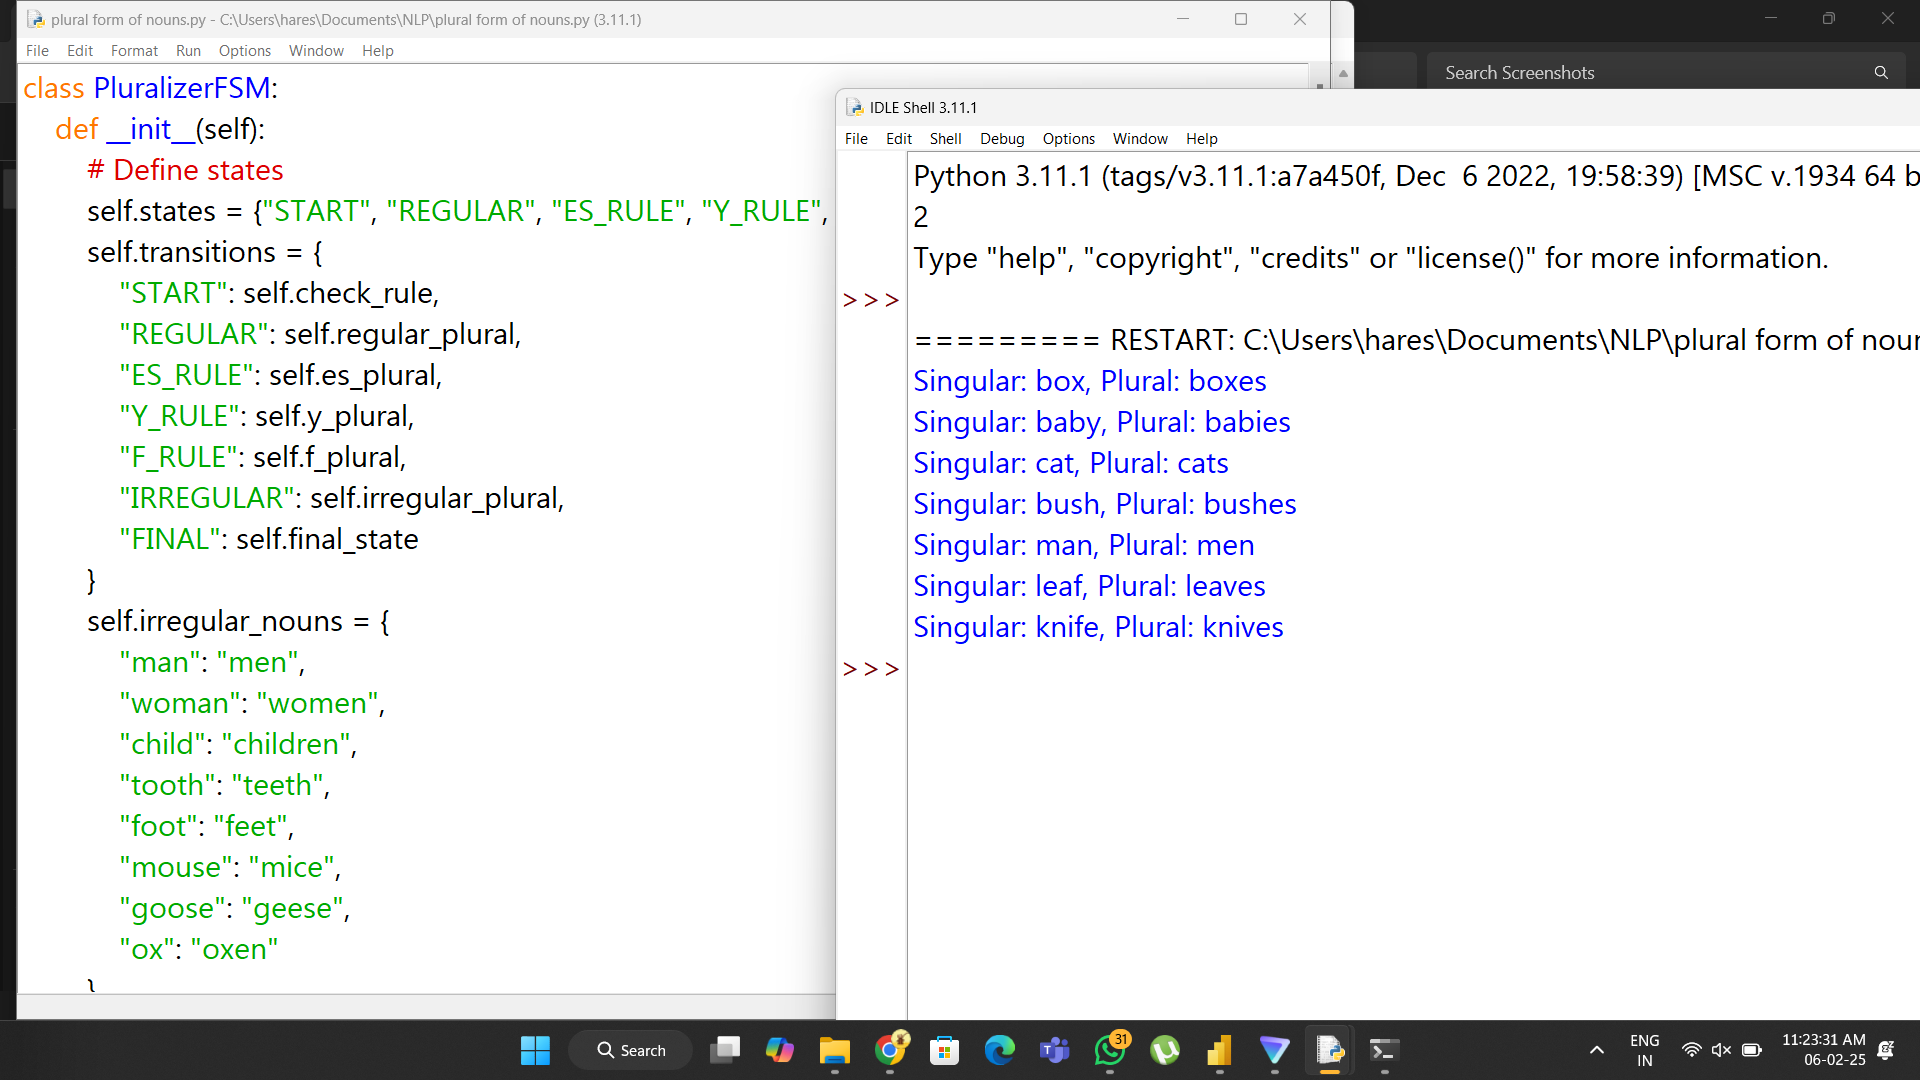 plural form of nouns.py - C:\Users\hares\Documents\NLP\plural form of nouns.py (3.11.1)
File Edit Format Run Options Window Help
class PluralizerFSM:
def __init__(self):
# Define states
self.states = {"START", "REGULAR", "ES_RULE", "Y_RULE",
self.transitions = {
"START": self.check_rule,
"REGULAR": self.regular_plural,
"ES_RULE": self.es_plural,
"Y_RULE": self.y_plural,
"F_RULE": self.f_plural,
"IRREGULAR": self.irregular_plural,
"FINAL": self.final_state
}
self.irregular_nouns = {
"man": "men",
"woman": "women",
"child": "children",
"tooth": "teeth",
"foot": "feet",
"mouse": "mice",
"goose": "geese",
"ox": "oxen"
}
Search Screenshots
IDLE Shell 3.11.1
File Edit Shell Debug Options Window Help
Python 3.11.1 (tags/v3.11.1:a7a450f, Dec  6 2022, 19:58:39) [MSC v.1934 64 b
2
Type "help", "copyright", "credits" or "license()" for more information.
>>>
========= RESTART: C:\Users\hares\Documents\NLP\plural form of nour
Singular: box, Plural: boxes
Singular: baby, Plural: babies
Singular: cat, Plural: cats
Singular: bush, Plural: bushes
Singular: man, Plural: men
Singular: leaf, Plural: leaves
Singular: knife, Plural: knives
>>>
Search
31
ENG
IN
11:23:31 AM
06-02-25